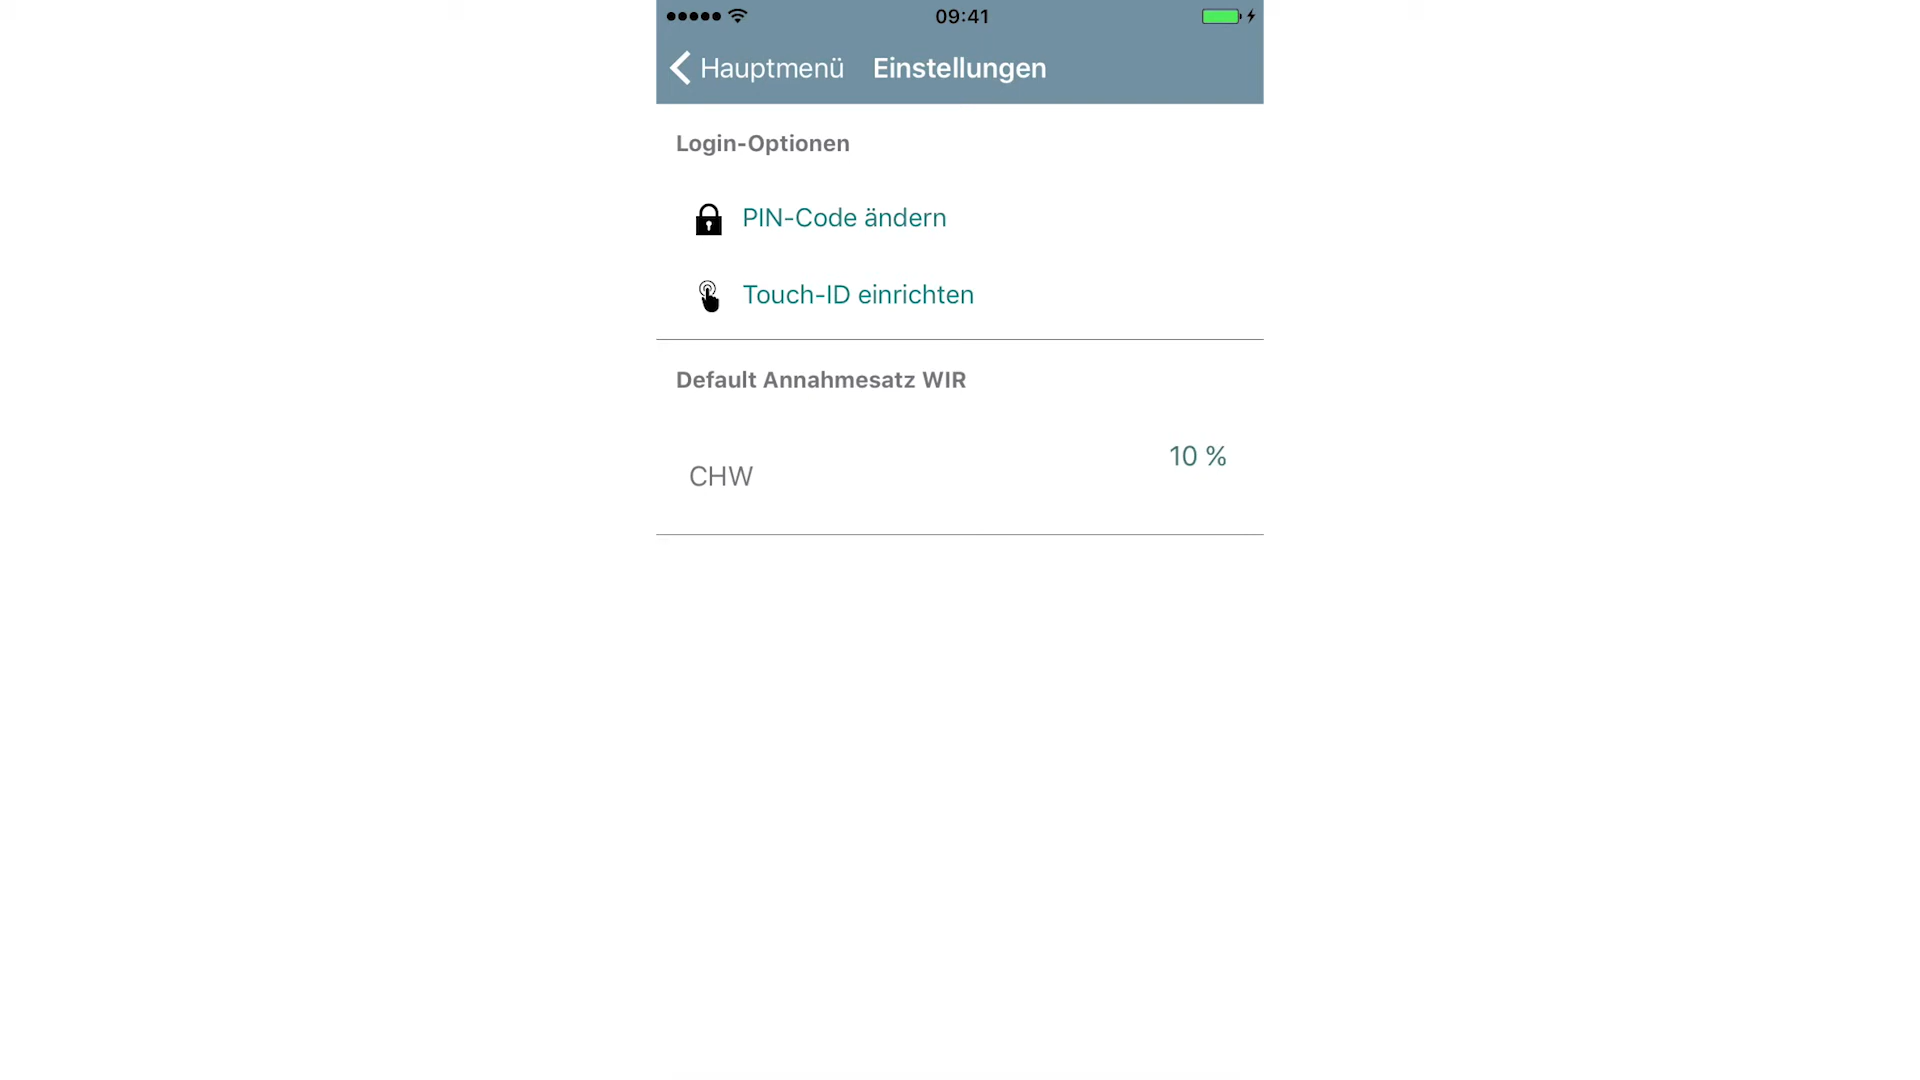 09:41
Hauptmenü Einstellungen
Login-Optionen
PIN-Code ändern
Touch-ID einrichten
Default Annahmesatz WIR
10 %
CHW